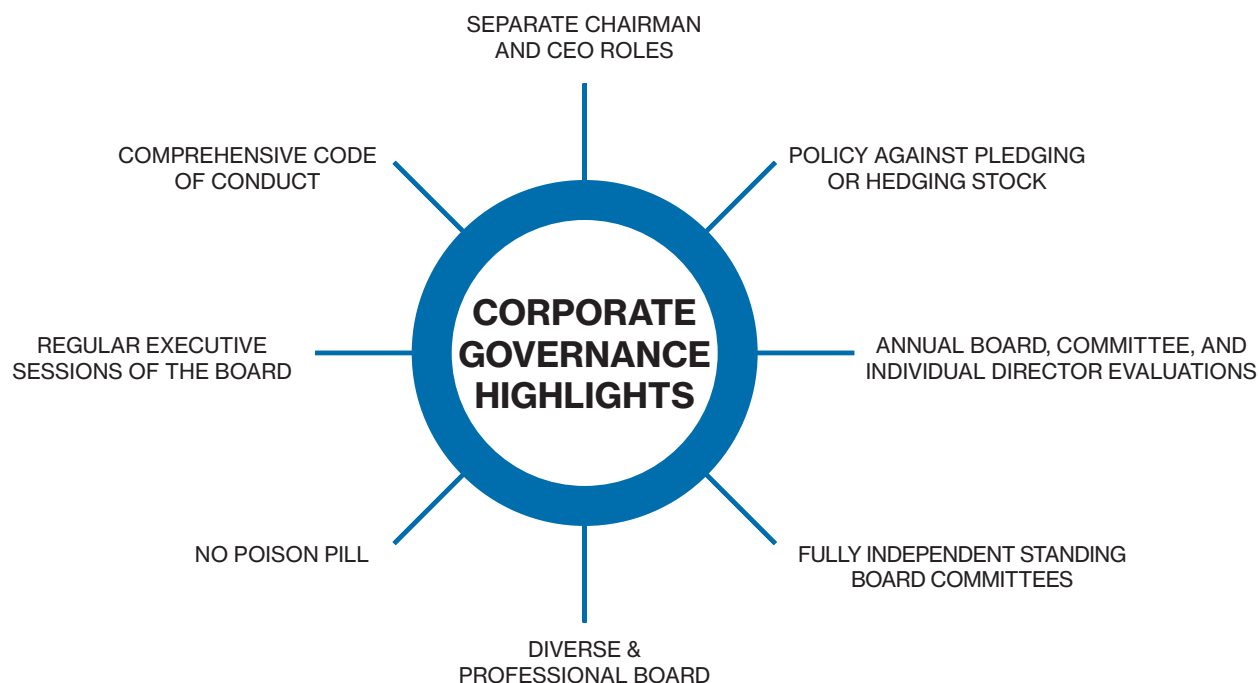 SEPARATE CHAIRMAN
AND CEO ROLES
COMPREHENSIVE CODE
OF CONDUCT
POLICY AGAINST PLEDGING
OR HEDGING STOCK
CORPORATE
GOVERNANCE
HIGHLIGHTS
REGULAR EXECUTIVE
SESSIONS OF THE BOARD
ANNUAL BOARD, COMMITTEE, AND
INDIVIDUAL DIRECTOR EVALUATIONS
NO POISON PILL
FULLY INDEPENDENT STANDING
BOARD COMMITTEES
DIVERSE &
PROFESSIONAL BOARD